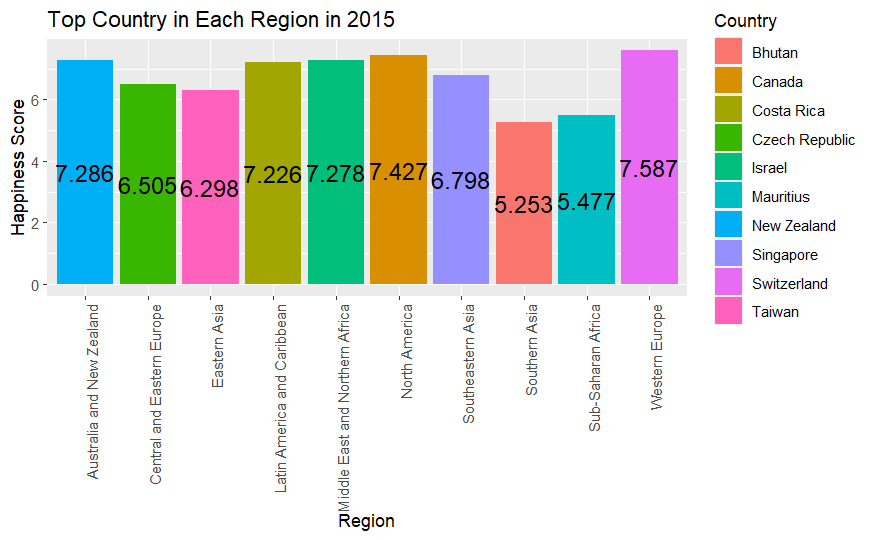 Top Country in Each Region in 2015
Happiness Score
6
4
2
0
7.286
6.505
6.298
7.226
7.278
7.427
6.798
5.253
5.477
7.587
Australia and New Zealand
Central and Eastern Europe
Eastern Asia
Latin America and Caribbean
Middle East and Northern Africa
North America
Southeastern Asia
Southern Asia
Sub-Saharan Africa
Western Europe
Region
Country
Bhutan
Canada
Costa Rica
Czech Republic
Israel
Mauritius
New Zealand
Singapore
Switzerland
Taiwan